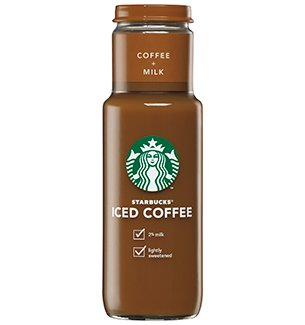 COFFEE
+
MILK
STARBUCKS®
ICED COFFEE
2% milk
lightly
sweetened